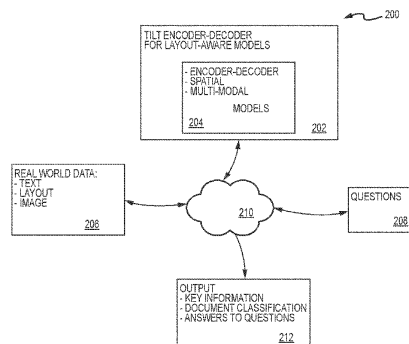 200
TILT ENCODER-DECODER
FOR LAYOUT-AWARE MODELS
- ENCODER-DECODER
- SPATIAL
- MULTI-MODAL
MODELS
204
202
REAL WORLD DATA:
- TEXT
- LAYOUT
- IMAGE
206
210
QUESTIONS
208
OUTPUT
- KEY INFORMATION
- DOCUMENT CLASSIFICATION
- ANSWERS TO QUESTIONS
212